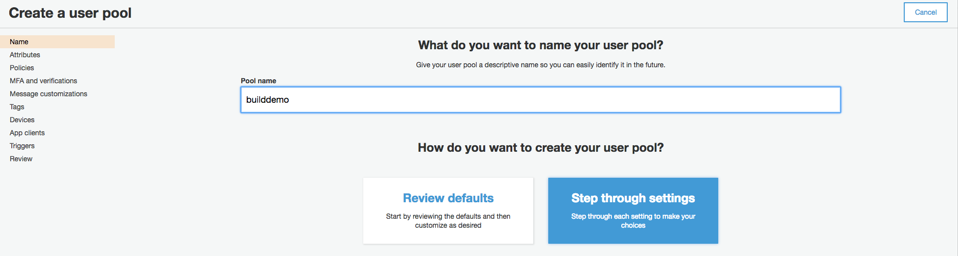 Create a user pool
Cancel
Name
Attributes
Policies
MFA and verifications
Message customizations
Tags
Devices
App clients
Triggers
Review
What do you want to name your user pool?
Give your user pool a descriptive name so you can easily identify it in the future.
Pool name
builddemo
How do you want to create your user pool?
Review defaults
Start by reviewing the defaults and then
customize as desired
Step through settings
Step through each setting to make your
choices